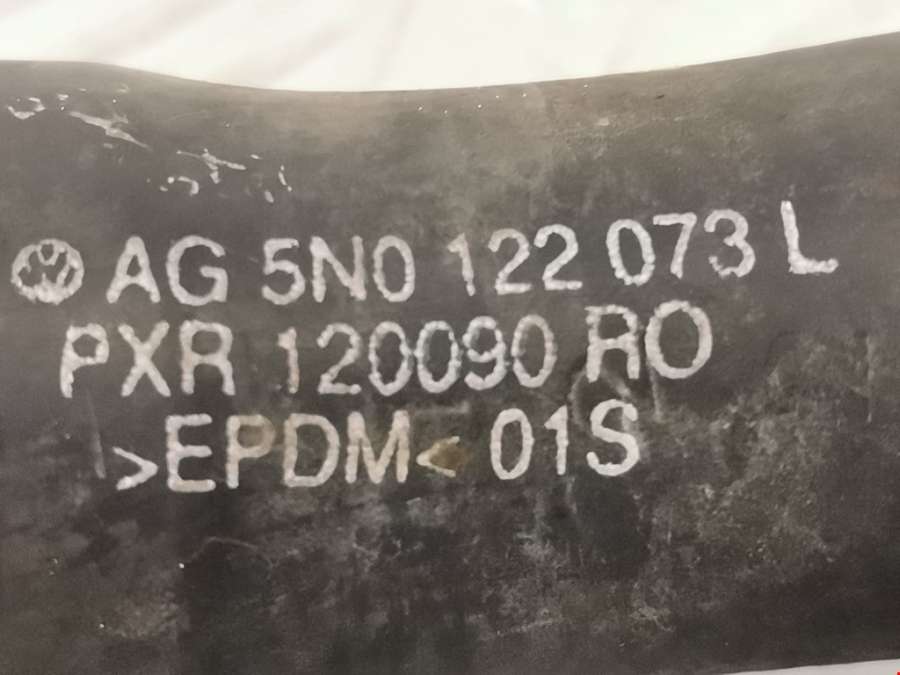 AG 5N0 122 073 L
PXR 120090 RO
>EPDM< 01S